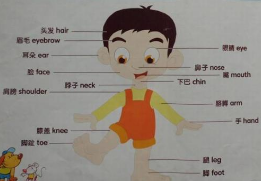 头发 hair
眉毛 eyebrow
耳朵 ear
脸 face
脖子 neck
肩膀 shoulder
膝盖 knee
脚趾 toe
眼睛 eye
鼻子 nose
嘴 mouth
下巴 chin
胳膊 arm
手 hand
腿 leg
脚 foot